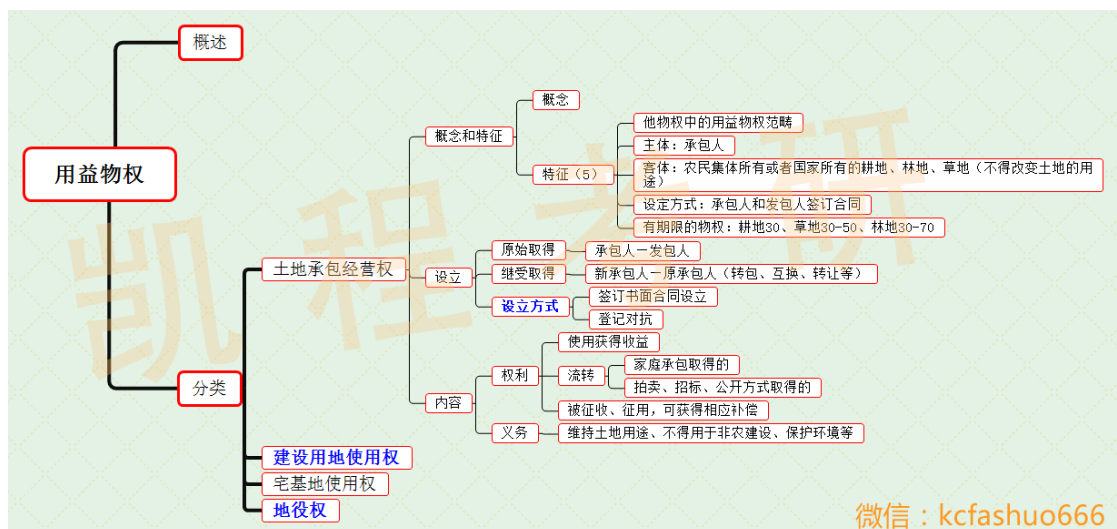 用益物权
概述
分类
土地承包经营权
概念和特征
概念
特征（5）
他物权中的用益物权范畴
主体：承包人
客体：农民集体所有或者国家所有的耕地、林地、草地（不得改变土地的用
途）
设定方式：承包人和发包人签订合同
有期限的物权：耕地30、草地30-50、林地30-70
设立
原始取得
承包人—发包人
继受取得
新承包人—原承包人（转包、互换、转让等）
设立方式
签订书面合同设立
登记对抗
内容
权利
使用获得收益
流转
家庭承包取得的
拍卖、招标、公开方式取得的
被征收、征用，可获得相应补偿
义务
维持土地用途、不得用于非农建设、保护环境等
建设用地使用权
宅基地使用权
地役权
凯程考研
微信：kcfashuo666